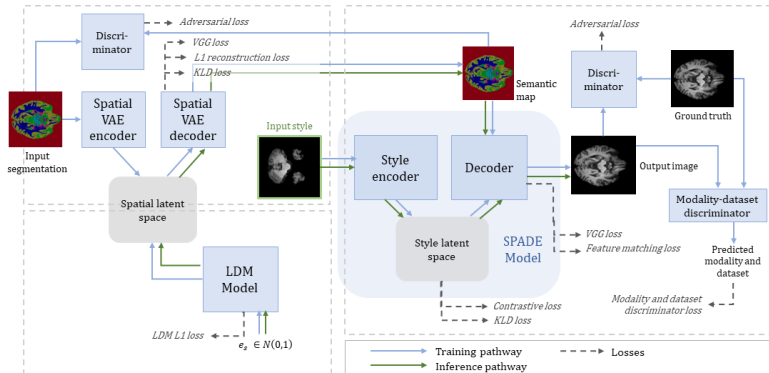 Discri-
minator
Adversarial loss
VGG loss
L1 reconstruction loss
KLD loss
Spatial
VAE
encoder
Spatial
VAE
decoder
Input
segmentation
Spatial latent
space
LDM
Model
LDM L1 loss
e_s ∈ N(0,1)
Input style
Style
encoder
Decoder
Style latent
space
SPADE
Model
Semantic
map
VGG loss
Feature matching loss
Contrastive loss
KLD loss
Adversarial loss
Discri-
minator
Ground truth
Output image
Modality-dataset
discriminator
Predicted
modality and
dataset
Modality and dataset
discriminator loss
Training pathway
Losses
Inference pathway